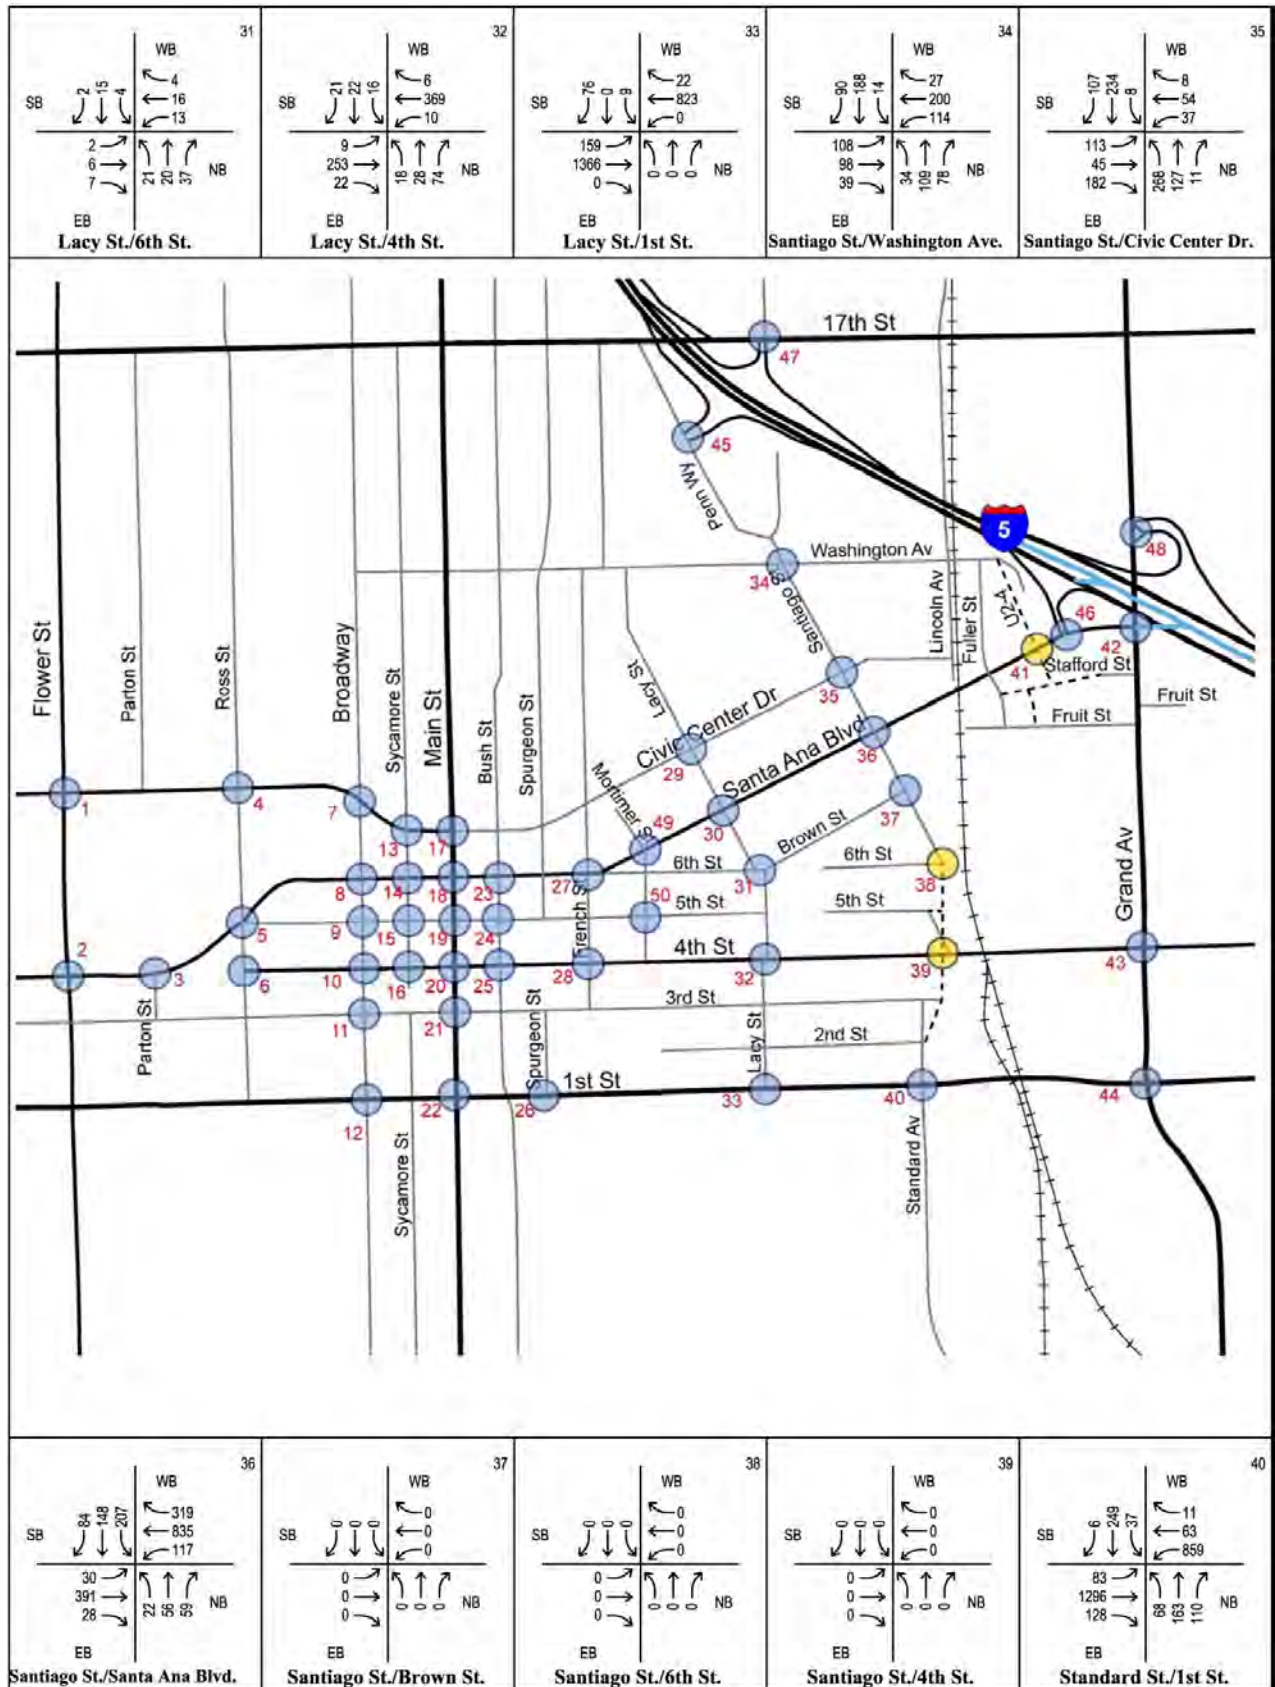 31
WB
SB
2 15 4
4
16
13
2
6
7
21 20 37
NB
EB
Lacy St./6th St.
32
WB
SB
21 22 16
6
369
10
9
253
22
18 28 74
NB
EB
Lacy St./4th St.
33
WB
SB
76 0 9
22
823
0
159
1366
0
0 0 0
NB
EB
Lacy St./1st St.
34
WB
SB
90 188 14
27
200
114
108
98
39
34 109 78
NB
EB
Santiago St./Washington Ave.
35
WB
SB
107 234 8
8
54
37
113
45
182
268 127 11
NB
EB
Santiago St./Civic Center Dr.
17th St
47
45
Penn Wy
5
48
Washington Av
34
Santiago St
Lincoln Av
Fuller St
U2-A
46
42
41
Stafford St
Fruit St
Fruit St
Flower St
Parton St
Ross St
Broadway
Sycamore St
Main St
Bush St
Spurgeon St
Lacy St
Civic Center Dr
35
29
Santa Ana Blvd
36
Mortimer S
49
30
Brown St
37
1
4
7
13
17
6th St
6th St
38
8
14
18
23
27
31
50
5th St
5th St
French St
5
9
15
19
24
Grand Av
2
3
6
10
16
20
25
28
4th St
32
39
43
3rd St
11
21
Parton St
Spurgeon St
Lacy St
2nd St
1st St
12
22
26
33
40
44
Sycamore St
Standard Av
36
WB
SB
84 148 207
319
835
117
30
391
28
22 56 59
NB
EB
Santiago St./Santa Ana Blvd.
37
WB
SB
0 0 0
0
0
0
0
0
0
0 0 0
NB
EB
Santiago St./Brown St.
38
WB
SB
0 0 0
0
0
0
0
0
0
0 0 0
NB
EB
Santiago St./6th St.
39
WB
SB
0 0 0
0
0
0
0
0
0
0 0 0
NB
EB
Santiago St./4th St.
40
WB
SB
6 249 37
11
63
859
83
1296
128
68 163 110
NB
EB
Standard St./1st St.